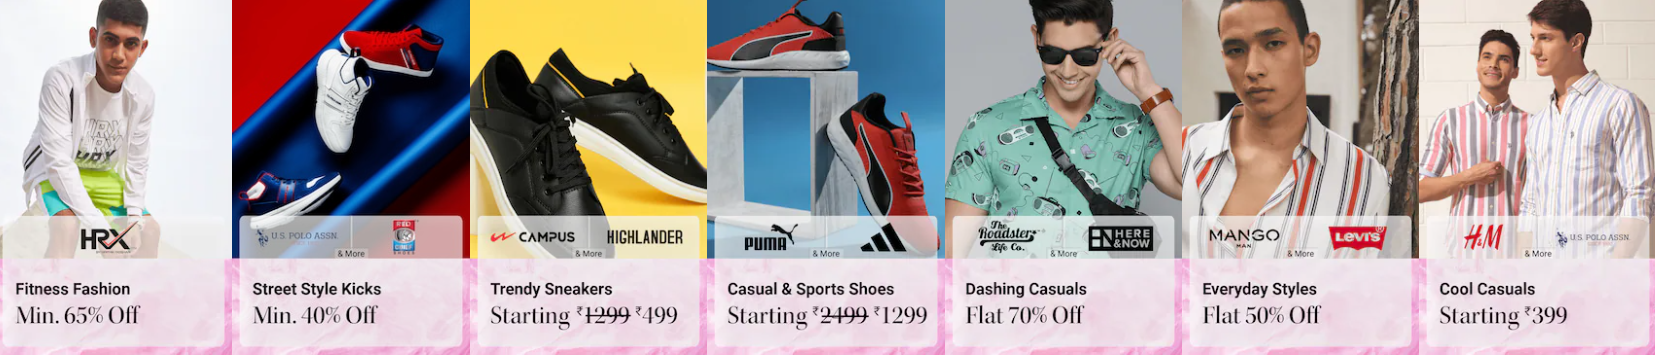 HRX
HRX
Fitness Fashion
Min. 65% Off
U.S. POLO ASSN.
RED CHIEF
& More
Street Style Kicks
Min. 40% Off
CAMPUS
HIGHLANDER
& More
Trendy Sneakers
Starting ₹1299 ₹499
PUMA
& More
Casual & Sports Shoes
Starting ₹2499 ₹1299
The Roadster Life Co.
HERE &NOW
& More
Dashing Casuals
Flat 70% Off
MANGO
MAN
LEVI'S
& More
Everyday Styles
Flat 50% Off
H&M
U.S. POLO ASSN.
& More
Cool Casuals
Starting ₹399